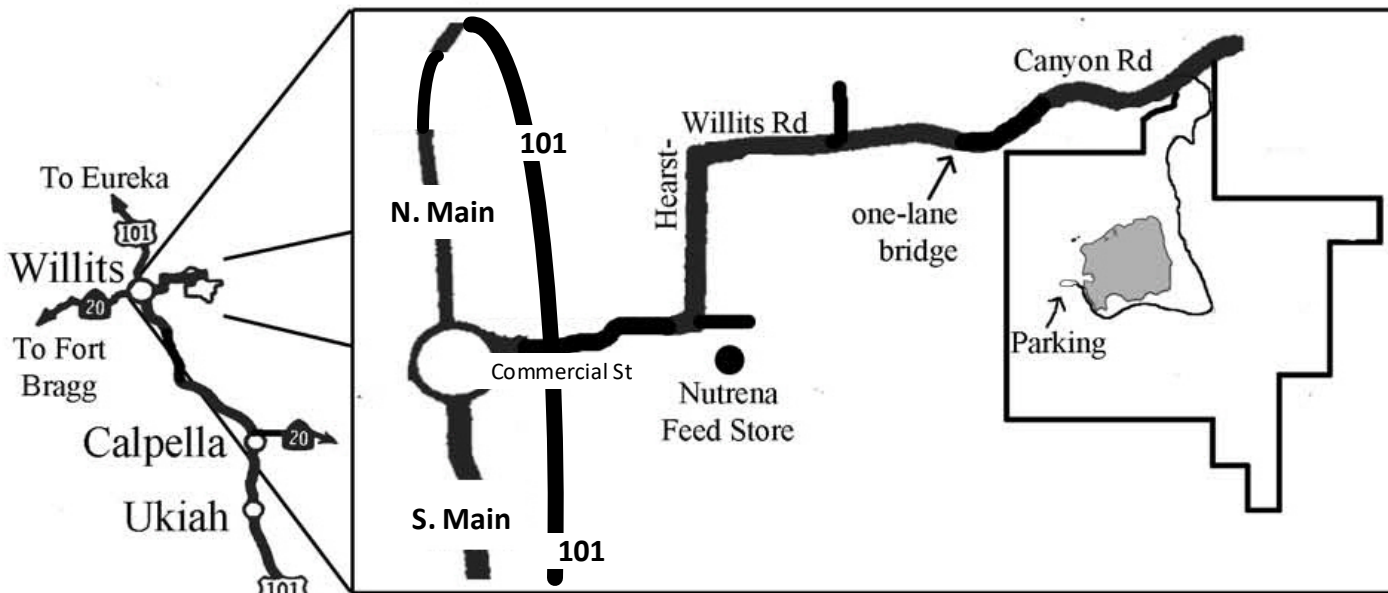 To Eureka
101
Willits
20
To Fort
Bragg
Calpella
20
Ukiah
101
N. Main
101
S. Main
101
Commercial St
Hearst-
Willits Rd
Canyon Rd
one-lane
bridge
Nutrena
Feed Store
Parking